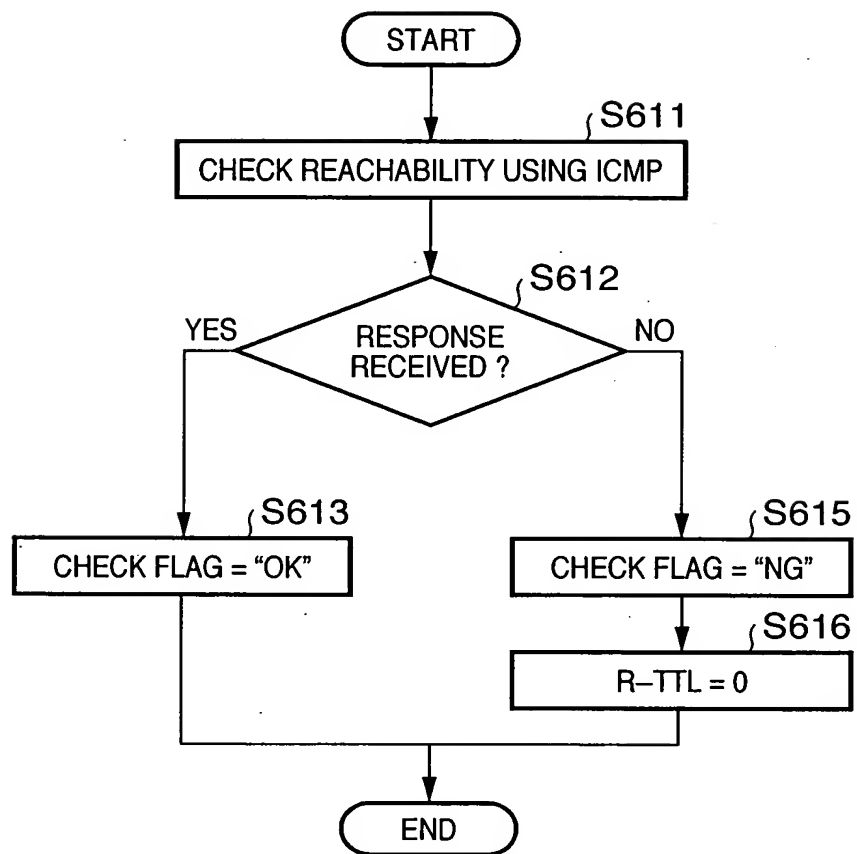 START
S611
CHECK REACHABILITY USING ICMP
S612
YES
RESPONSE
RECEIVED ?
NO
S613
CHECK FLAG = “OK”
S615
CHECK FLAG = “NG”
S616
R–TTL = 0
END